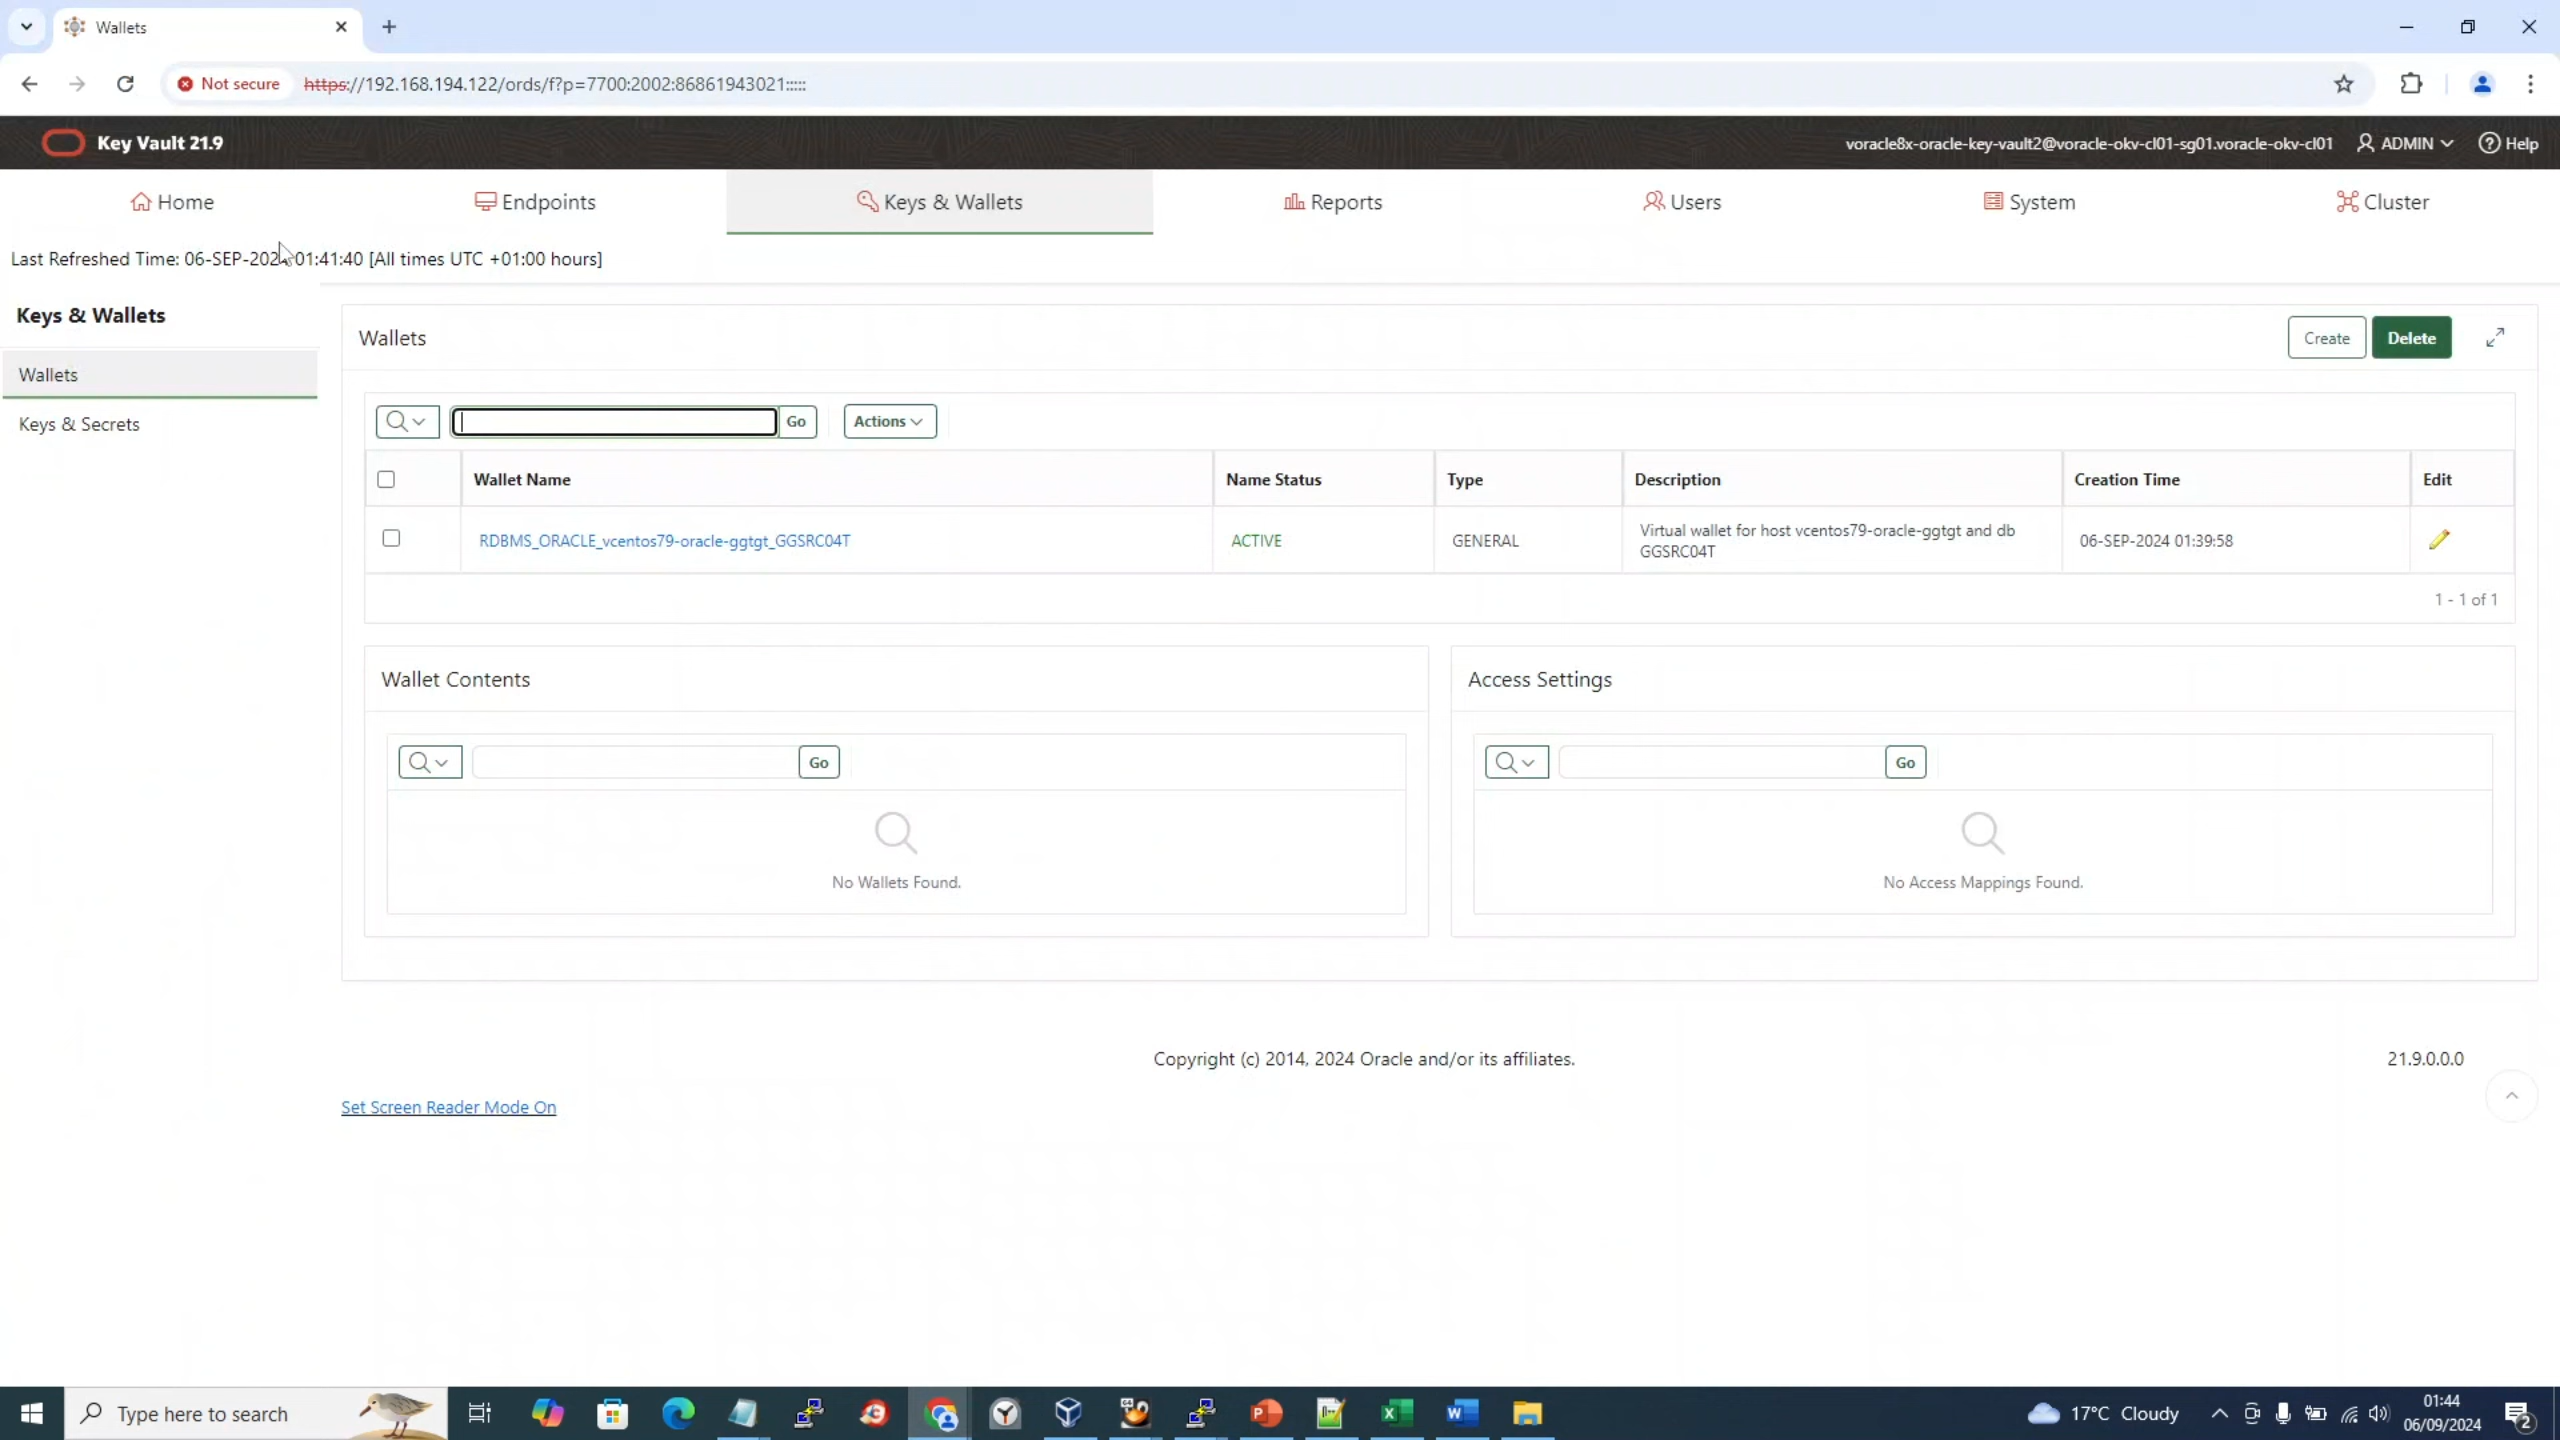 Wallets
Not secure https://192.168.194.122/ords/f?p=7700:2002:86861943021:::::
Key Vault 21.9
voracle8x-oracle-key-vault2@voracle-okv-cl01-sg01.voracle-okv-cl01 ADMIN Help
Home Endpoints Keys & Wallets Reports Users System Cluster
Last Refreshed Time: 06-SEP-202 01:41:40 [All times UTC +01:00 hours]
Keys & Wallets
Wallets
Keys & Secrets
Wallets Create Delete
Go Actions
Wallet Name Name Status Type Description Creation Time Edit
RDBMS_ORACLE_vcentos79-oracle-ggtgt_GGSRC04T ACTIVE GENERAL Virtual wallet for host vcentos79-oracle-ggtgt and db GGSRC04T 06-SEP-2024 01:39:58
1 - 1 of 1
Wallet Contents
Go
No Wallets Found.
Access Settings
Go
No Access Mappings Found.
Copyright (c) 2014, 2024 Oracle and/or its affiliates. 21.9.0.0.0
Set Screen Reader Mode On
Type here to search
17°C Cloudy
01:44
06/09/2024
2